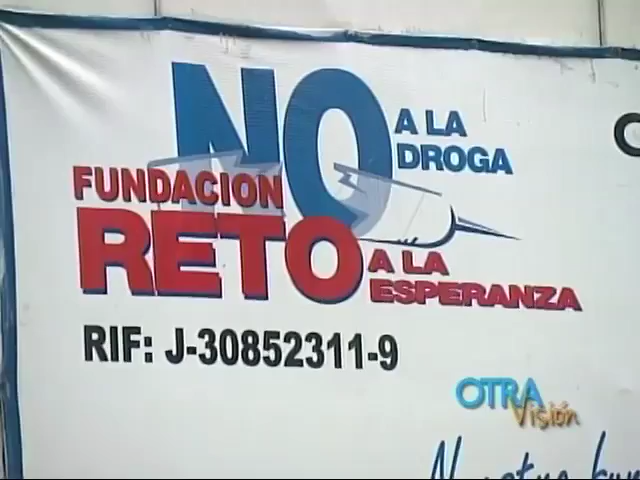 NO A LA
DROGA
FUNDACION
RETO A LA
ESPERANZA
RIF: J-30852311-9
OTRA
Visión